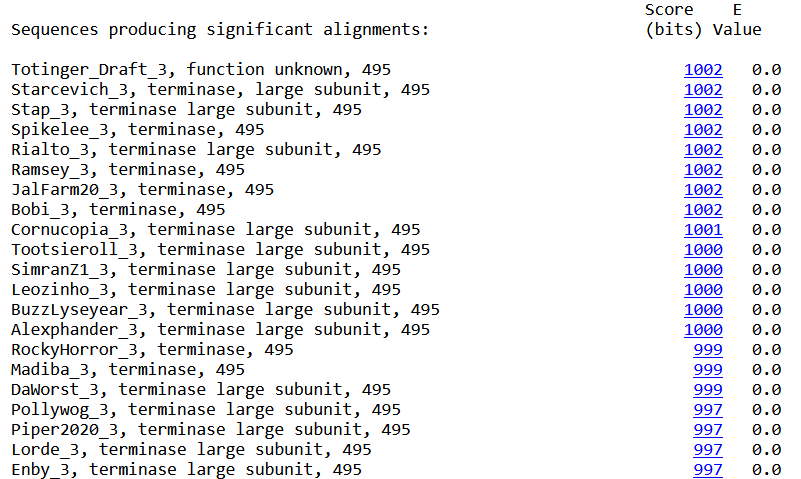 Score E
Sequences producing significant alignments: (bits) Value
Totinger_Draft_3, function unknown, 495 1002 0.0
Starcevich_3, terminase, large subunit, 495 1002 0.0
Stap_3, terminase large subunit, 495 1002 0.0
Spikelee_3, terminase, 495 1002 0.0
Rialto_3, terminase large subunit, 495 1002 0.0
Ramsey_3, terminase, 495 1002 0.0
JalFarm20_3, terminase, 495 1002 0.0
Bobi_3, terminase, 495 1002 0.0
Cornucopia_3, terminase large subunit, 495 1001 0.0
Tootsieroll_3, terminase large subunit, 495 1000 0.0
SimranZ1_3, terminase large subunit, 495 1000 0.0
Leozinho_3, terminase large subunit, 495 1000 0.0
BuzzLyseyear_3, terminase large subunit, 495 1000 0.0
Alexphander_3, terminase large subunit, 495 1000 0.0
RockyHorror_3, terminase, 495 999 0.0
Madiba_3, terminase, 495 999 0.0
DaWorst_3, terminase large subunit, 495 999 0.0
Pollywog_3, terminase large subunit, 495 997 0.0
Piper2020_3, terminase large subunit, 495 997 0.0
Lorde_3, terminase large subunit, 495 997 0.0
Enby_3, terminase large subunit, 495 997 0.0